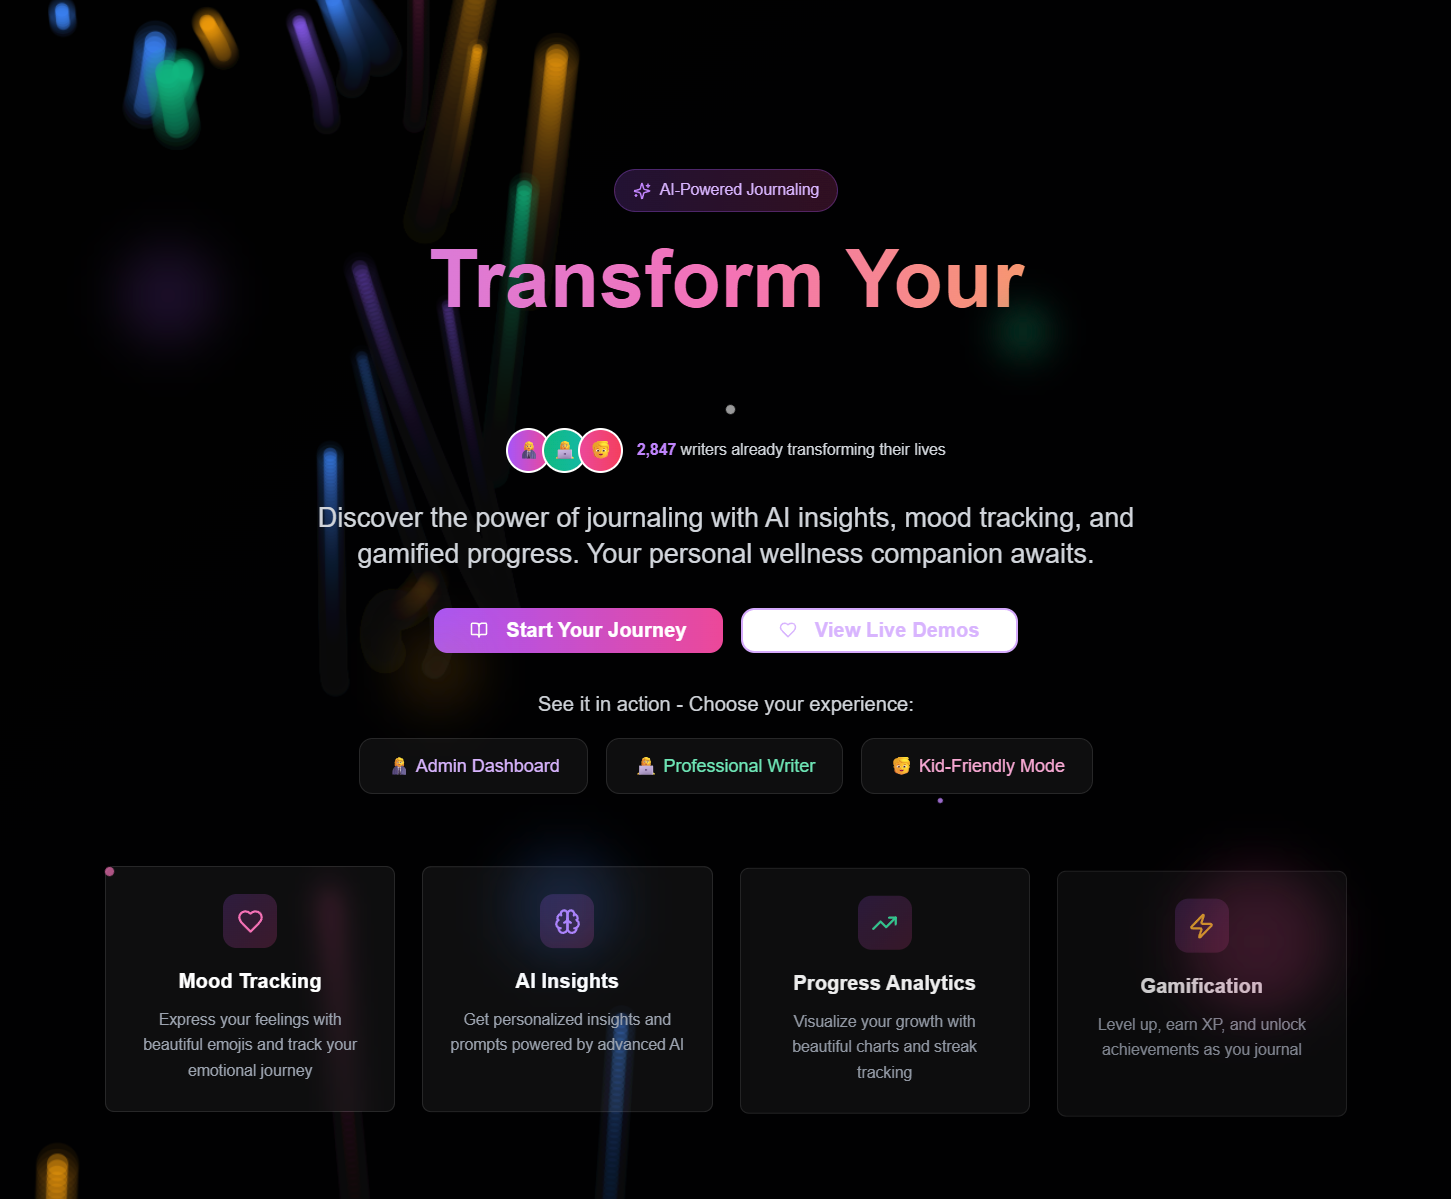 AI-Powered Journaling
Transform Your
2,847 writers already transforming their lives
Discover the power of journaling with AI insights, mood tracking, and
gamified progress. Your personal wellness companion awaits.
Start Your Journey
View Live Demos
See it in action - Choose your experience:
Admin Dashboard
Professional Writer
Kid-Friendly Mode
Mood Tracking
Express your feelings with
beautiful emojis and track your
emotional journey
AI Insights
Get personalized insights and
prompts powered by advanced AI
Progress Analytics
Visualize your growth with
beautiful charts and streak
tracking
Gamification
Level up, earn XP, and unlock
achievements as you journal